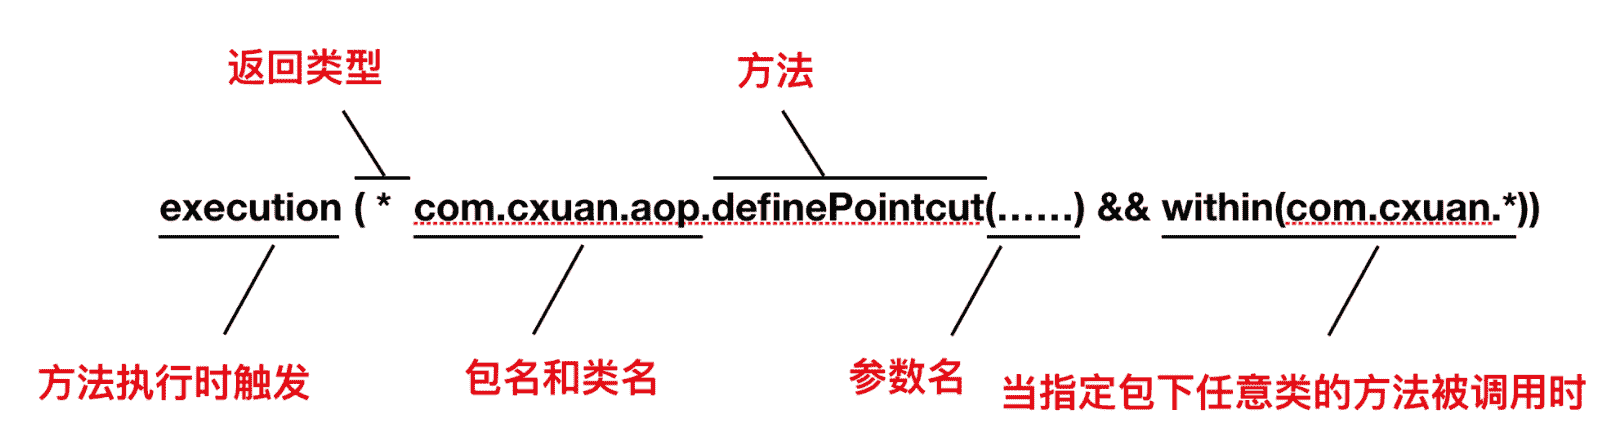 返回类型
方法
execution ( * com.cxuan.aop.definePointcut(......) && within(com.cxuan.*))
方法执行时触发
包名和类名
参数名
当指定包下任意类的方法被调用时